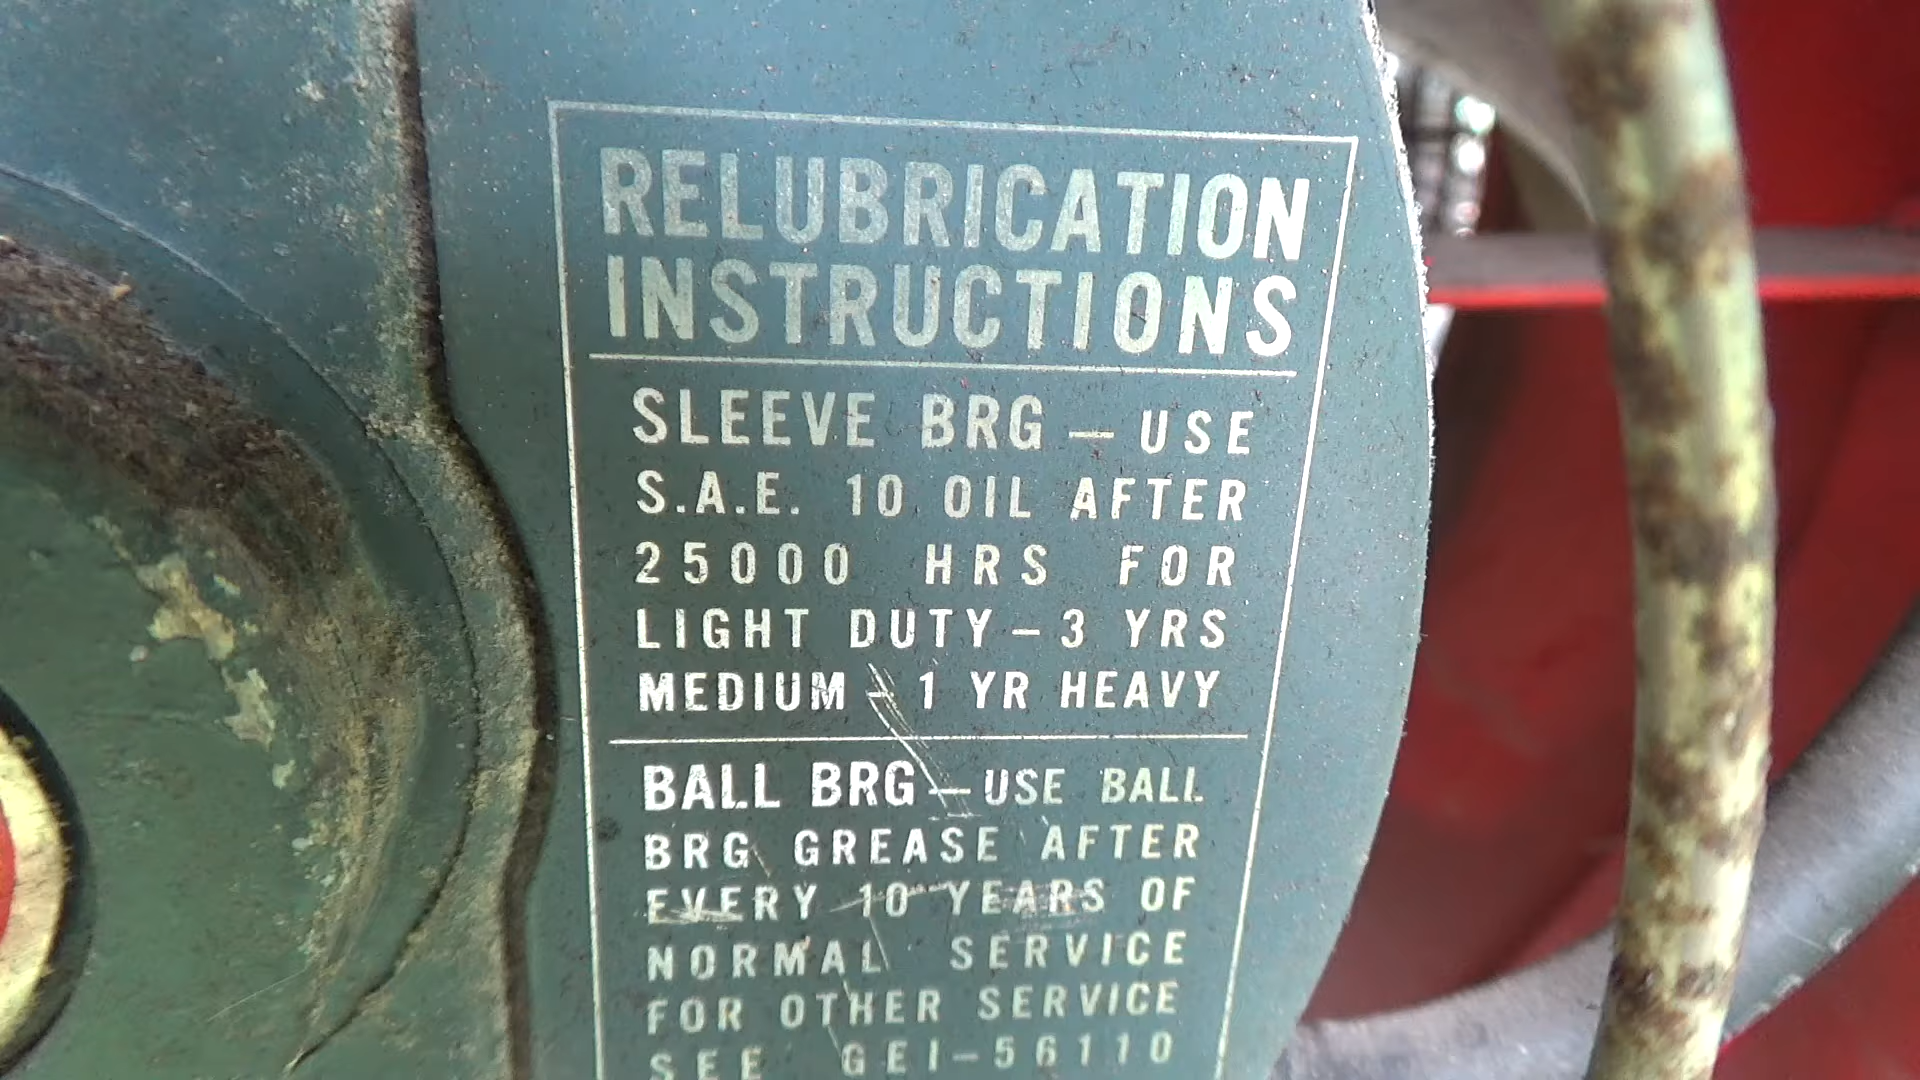 RELUBRICATION
INSTRUCTIONS
SLEEVE BRG — USE
S.A.E. 10 OIL AFTER
25000 HRS FOR
LIGHT DUTY - 3 YRS
MEDIUM - 1 YR HEAVY
BALL BRG — USE BALL
BRG GREASE AFTER
EVERY 10 YEARS OF
NORMAL SERVICE
FOR OTHER SERVICE
SEE GEI-56110